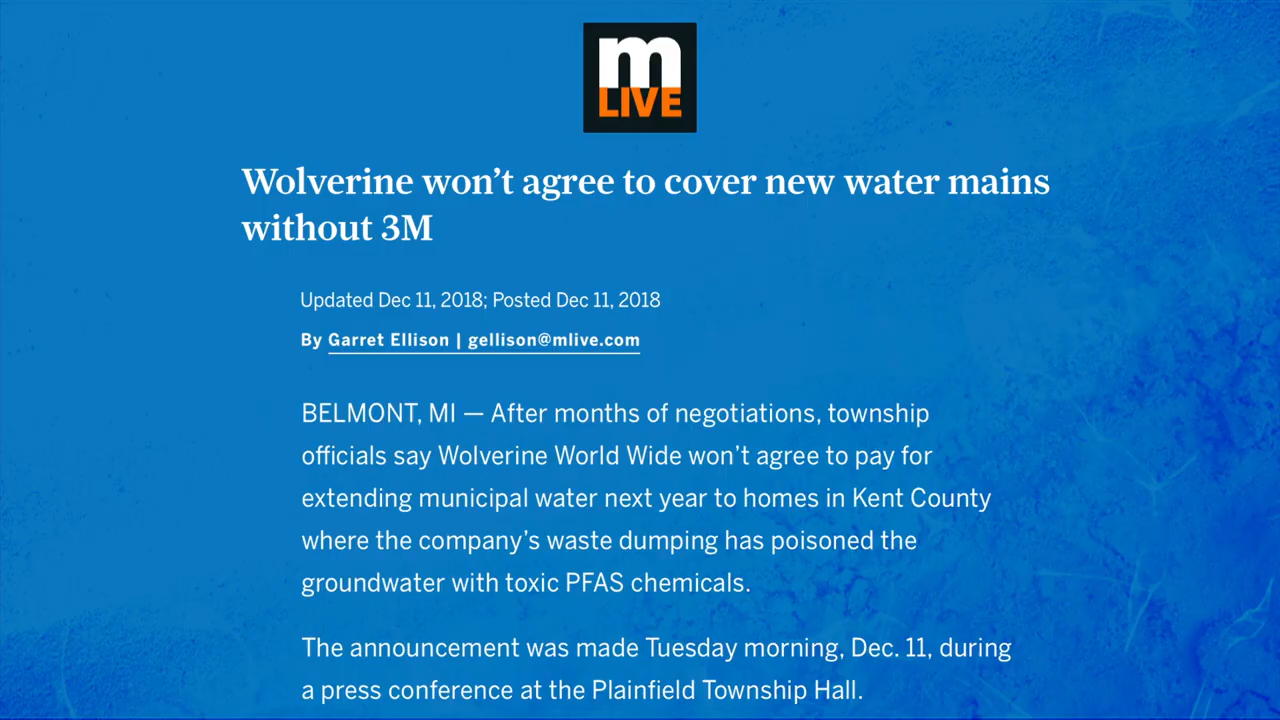 m
LIVE
Wolverine won’t agree to cover new water mains
without 3M
Updated Dec 11, 2018; Posted Dec 11, 2018
By Garret Ellison | gellison@mlive.com
BELMONT, MI — After months of negotiations, township
officials say Wolverine World Wide won’t agree to pay for
extending municipal water next year to homes in Kent County
where the company’s waste dumping has poisoned the
groundwater with toxic PFAS chemicals.
The announcement was made Tuesday morning, Dec. 11, during
a press conference at the Plainfield Township Hall.